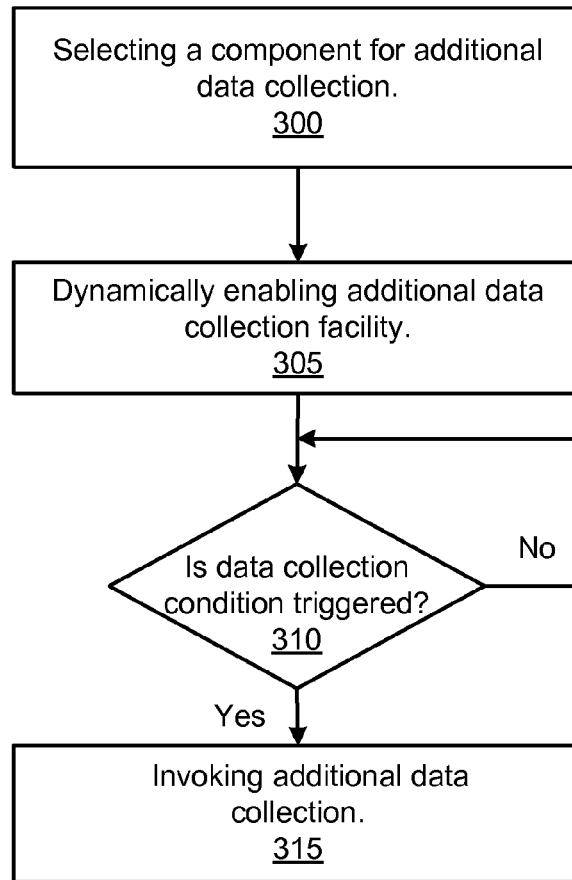 Selecting a component for additional
data collection.
300
Dynamically enabling additional data
collection facility.
305
No
Is data collection
condition triggered?
310
Yes
Invoking additional data
collection.
315